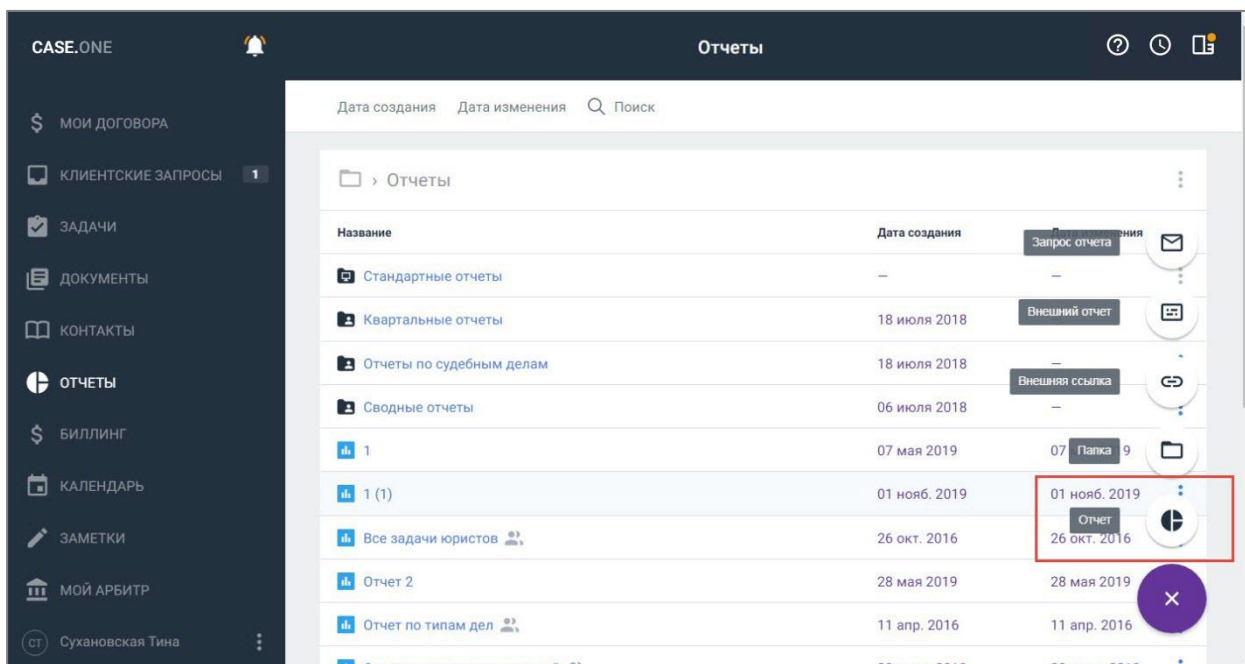 CASE.ONE
Отчеты
МОИ ДОГОВОРА
КЛИЕНТСКИЕ ЗАПРОСЫ 1
ЗАДАЧИ
ДОКУМЕНТЫ
КОНТАКТЫ
ОТЧЕТЫ
БИЛЛИНГ
КАЛЕНДАРЬ
ЗАМЕТКИ
МОЙ АРБИТР
СТ Сухановская Тина
Дата создания Дата изменения Поиск
› Отчеты
Название Дата создания
Запрос отчета
Стандартные отчеты – –
Квартальные отчеты 18 июля 2018 Внешний отчет
Отчеты по судебным делам 18 июля 2018 –
Внешняя ссылка
Сводные отчеты 06 июля 2018 –
1 07 мая 2019 07 Папка 9
1 (1) 01 нояб. 2019 01 нояб. 2019
Отчет
Все задачи юристов 26 окт. 2016 26 окт. 2016
Отчет 2 28 мая 2019 28 мая 2019
Отчет по типам дел 11 апр. 2016 11 апр. 2016